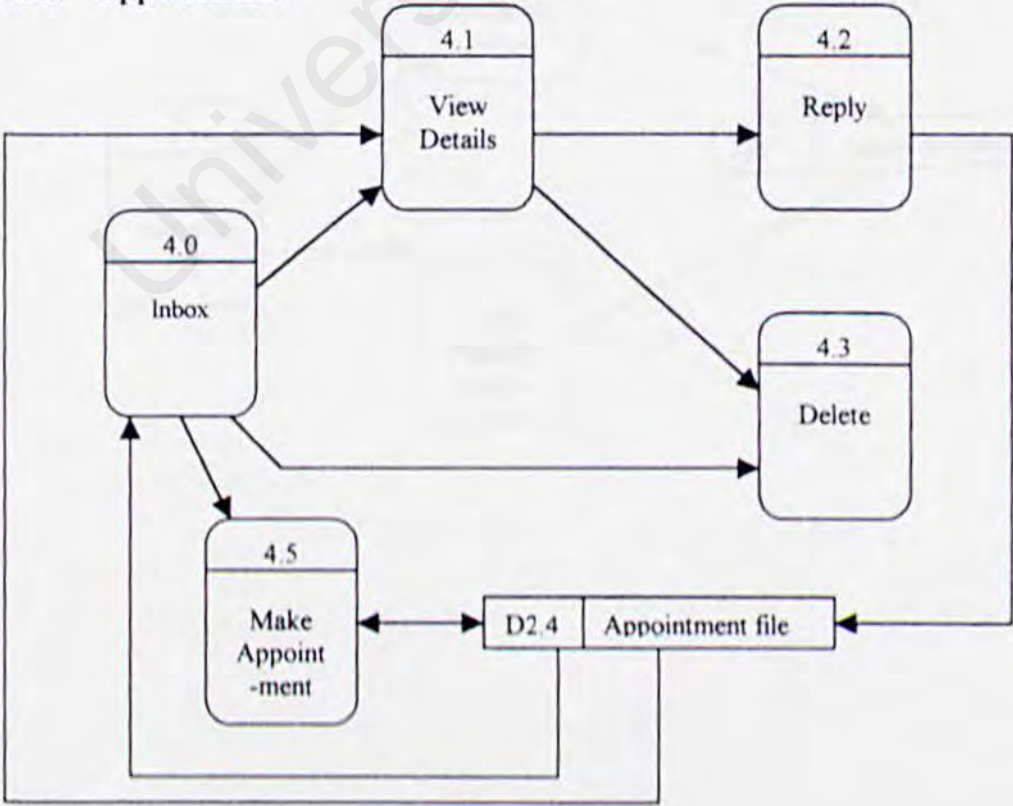 4.1
View
Details
4.2
Reply
4.0
Inbox
4.3
Delete
4.5
Make
Appoint
-ment
D2.4 Appointment file
Univers